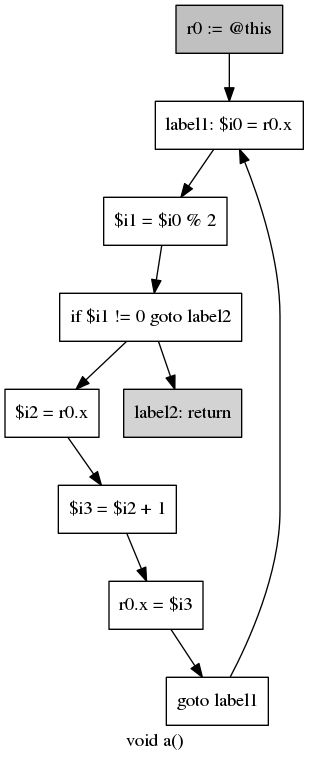 r0 := @this
label1: $i0 = r0.x
$i1 = $i0 % 2
if $i1 != 0 goto label2
$i2 = r0.x
label2: return
$i3 = $i2 + 1
r0.x = $i3
goto label1
void a()